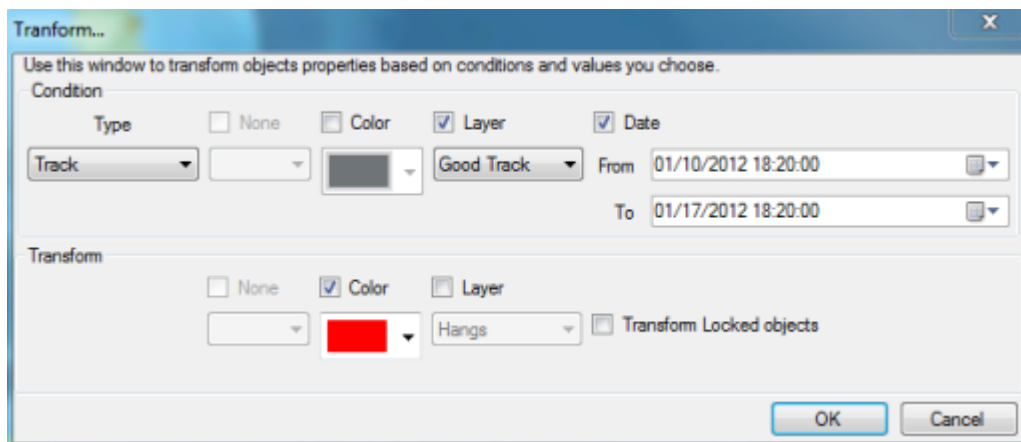 Tranform...
Use this window to transform objects properties based on conditions and values you choose.
Condition
Type None Color Layer Date
Track Good Track From 01/10/2012 18:20:00
To 01/17/2012 18:20:00
Transform
None Color Layer
Hangs Transform Locked objects
OK Cancel